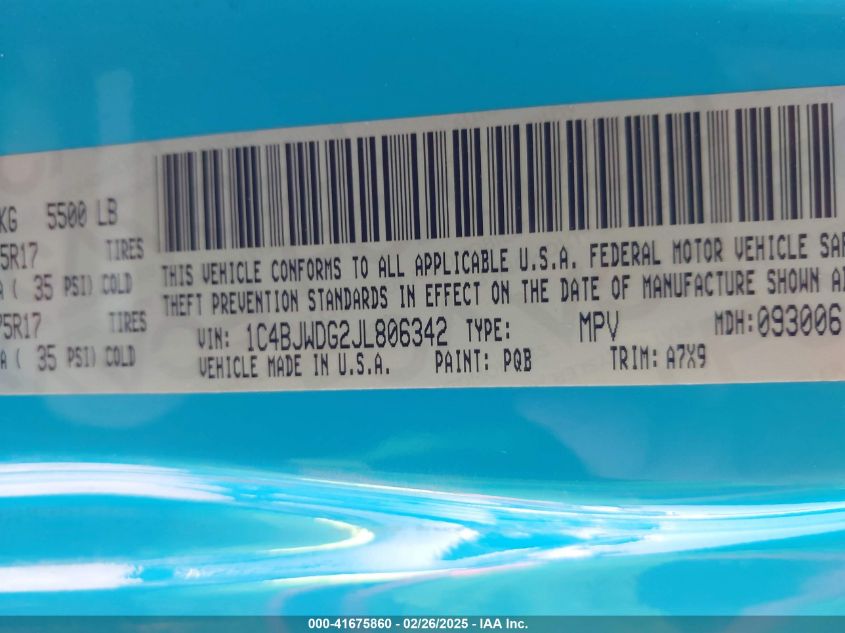 KG 5500 LB
5R17 TIRES
A ( 35 PSI) COLD
75R17 TIRES
A ( 35 PSI) COLD
THIS VEHICLE CONFORMS TO ALL APPLICABLE U.S.A. FEDERAL MOTOR VEHICLE SAF
THEFT PREVENTION STANDARDS IN EFFECT ON THE DATE OF MANUFACTURE SHOWN A
VIN: 1C4BJWDG2JL806342 TYPE: MPV MDH:093006
VEHICLE MADE IN U.S.A. PAINT: PQB TRIM: A7X9
000-41675860 - 02/26/2025 - IAA Inc.